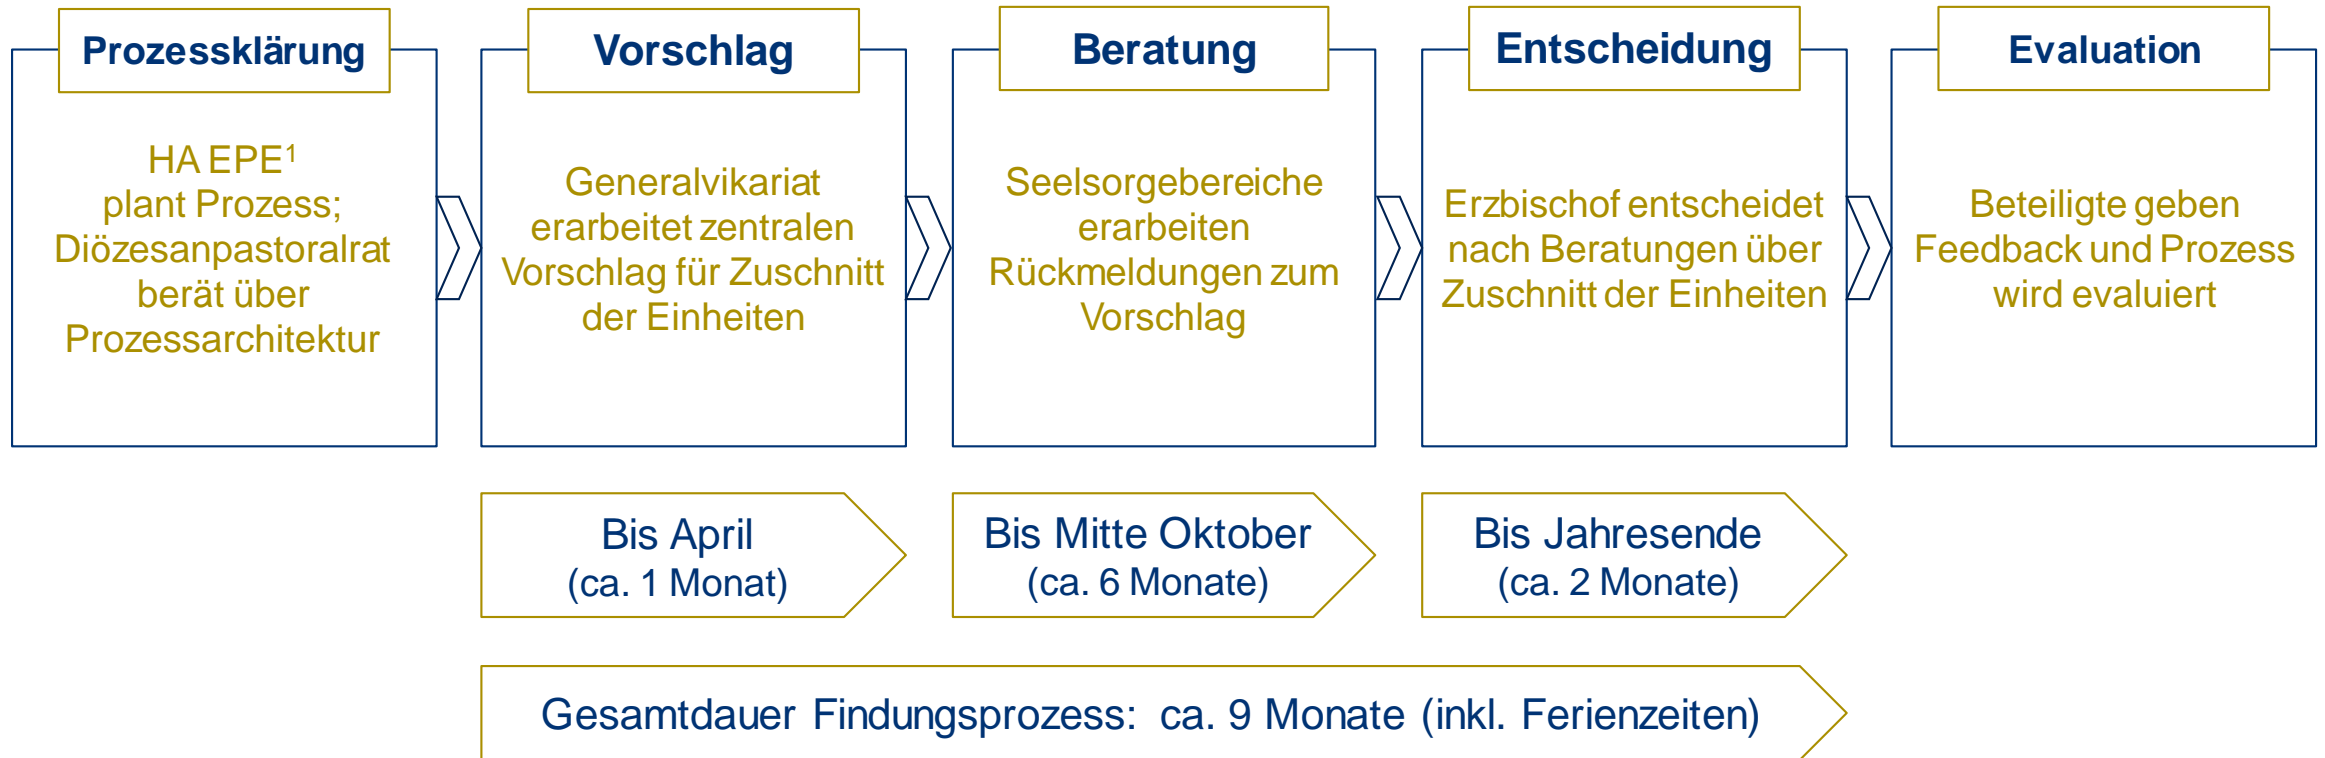 Prozessklärung
HA EPE¹
plant Prozess;
Diözesanpastoralrat
berät über
Prozessarchitektur
Vorschlag
Generalvikariat
erarbeitet zentralen
Vorschlag für Zuschnitt
der Einheiten
Beratung
Seelsorgebereiche
erarbeiten
Rückmeldungen zum
Vorschlag
Entscheidung
Erzbischof entscheidet
nach Beratungen über
Zuschnitt der Einheiten
Evaluation
Beteiligte geben
Feedback und Prozess
wird evaluiert
Bis April
(ca. 1 Monat)
Bis Mitte Oktober
(ca. 6 Monate)
Bis Jahresende
(ca. 2 Monate)
Gesamtdauer Findungsprozess: ca. 9 Monate (inkl. Ferienzeiten)